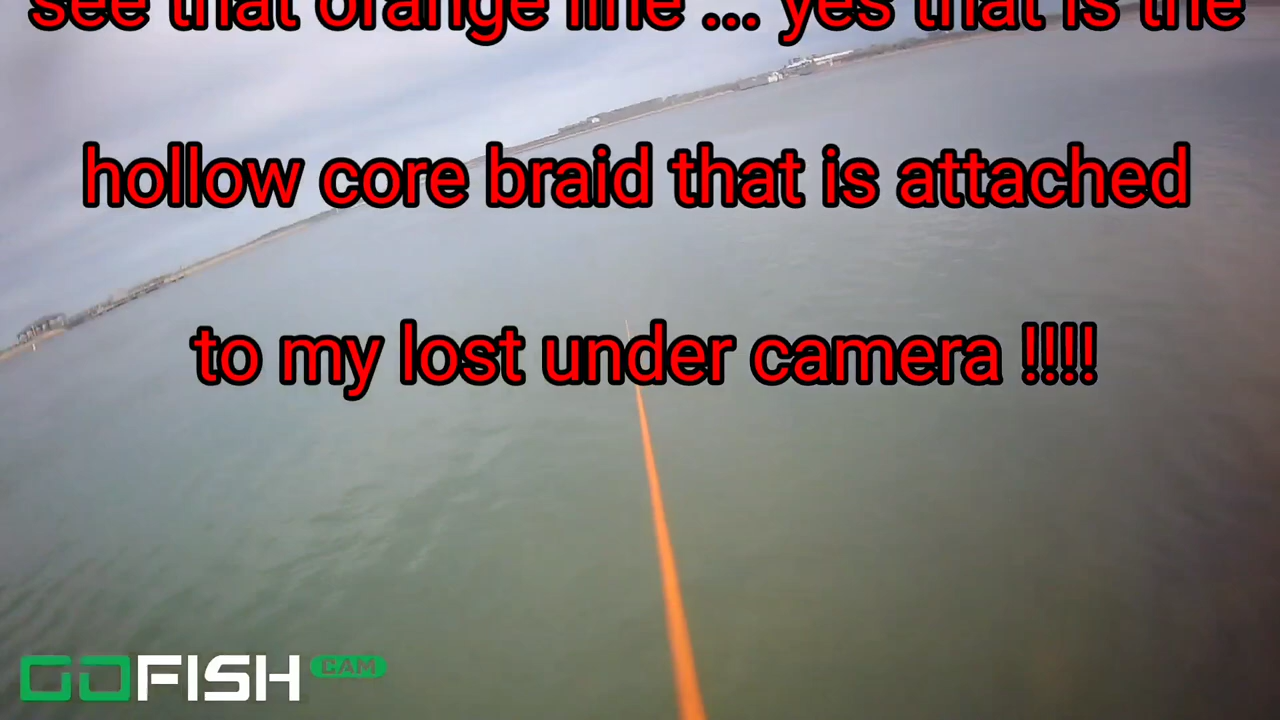 see that orange line ... yes that is the
hollow core braid that is attached
to my lost under camera !!!!
GOFISH CAM